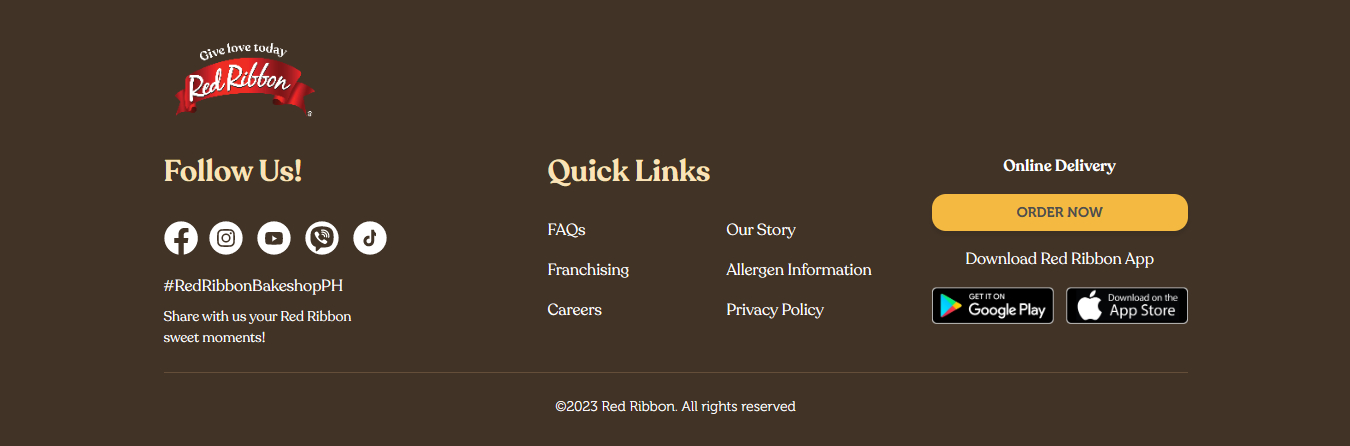 Give love today
Red Ribbon
Follow Us!
#RedRibbonBakeshopPH
Share with us your Red Ribbon
sweet moments!
Quick Links
FAQs
Our Story
Franchising
Allergen Information
Careers
Privacy Policy
Online Delivery
ORDER NOW
Download Red Ribbon App
GET IT ON
Google Play
Download on the
App Store
©2023 Red Ribbon. All rights reserved